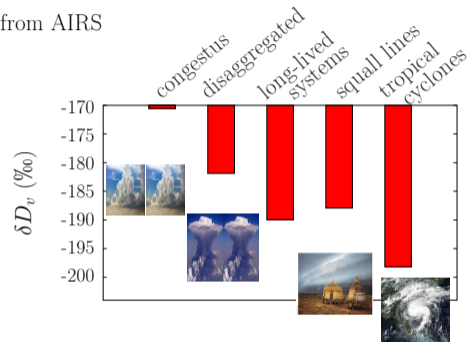 from AIRS
congestus
disaggregated
long-lived
systems
squall lines
tropical
cyclones
-170
-175
-180
-185
-190
-195
-200
δD_v (‰)